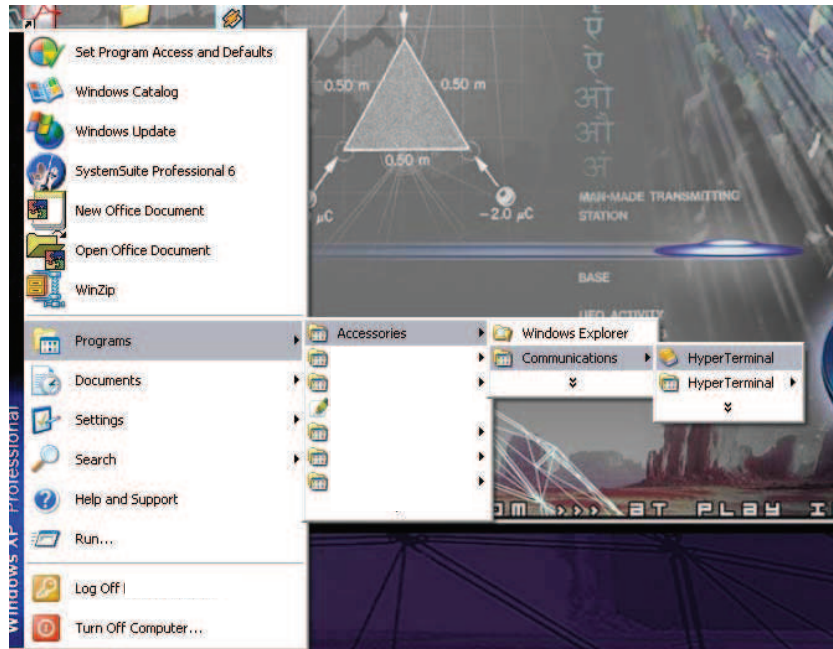 Set Program Access and Defaults
Windows Catalog
Windows Update
SystemSuite Professional 6
New Office Document
Open Office Document
WinZip
Programs
Documents
Settings
Search
Help and Support
Run...
Log Off
Turn Off Computer...
Windows XP Professional
Accessories
Windows Explorer
Communications
HyperTerminal
HyperTerminal
0.50 m
0.50 m
0.50 m
µC
-2.0 µC
ऐ
ओ
औ
अं
MAN-MADE TRANSMITTING
STATION
BASE
UFO ACTIVITY
OM >>> AT PLAY I